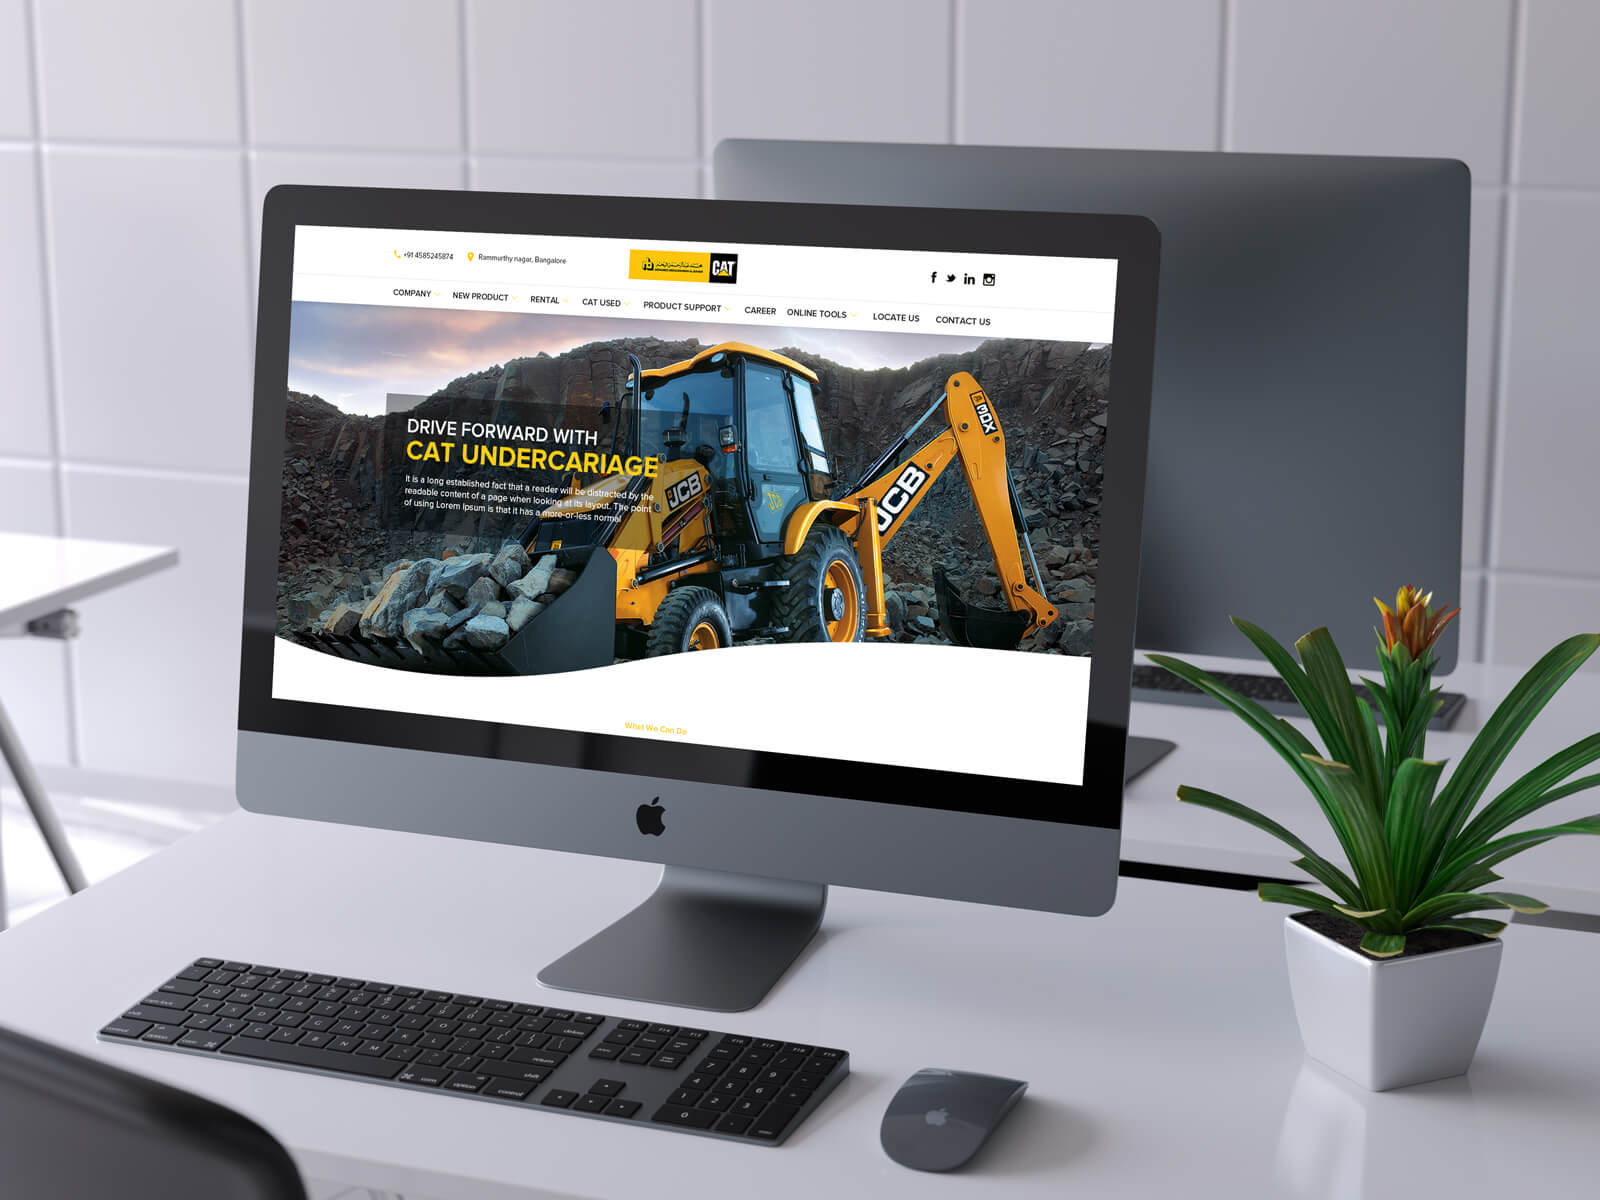 +91 4585245874
Rammurthy nagar, Bangalore
CAT
COMPANY
NEW PRODUCT
RENTAL
CAT USED
PRODUCT SUPPORT
CAREER
ONLINE TOOLS
LOCATE US
CONTACT US
DRIVE FORWARD WITH
CAT UNDERCARIAGE
It is a long established fact that a reader will be distracted by the
readable content of a page when looking at its layout. The point
of using Lorem Ipsum is that it has a more-or-less normal
JCB
JCB
JCB
3DX
What We Can Do